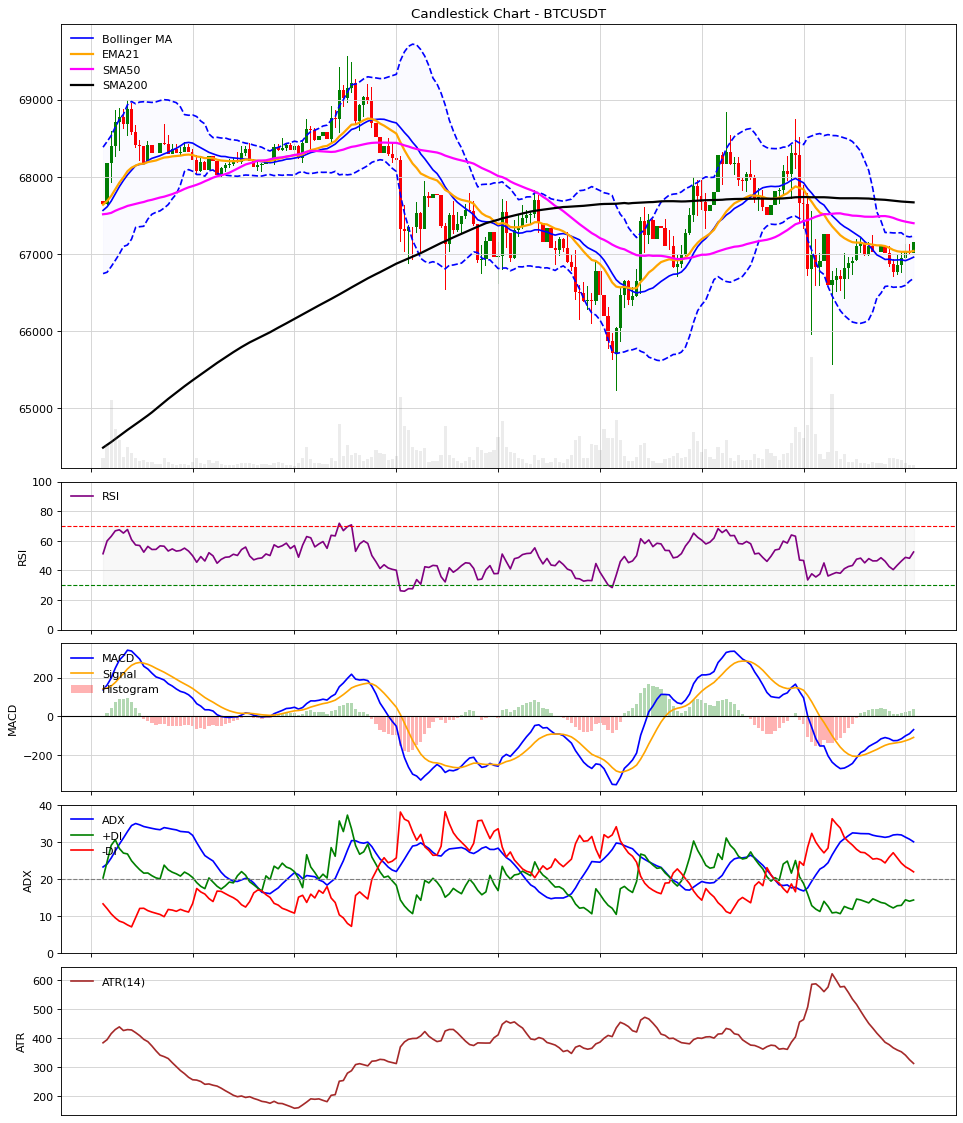 Candlestick Chart - BTCUSDT
Bollinger MA
EMA21
SMA50
SMA200
69000
68000
67000
66000
65000
RSI
RSI
100
80
60
40
20
0
MACD
Signal
Histogram
MACD
200
0
−200
ADX
+DI
-DI
ADX
40
30
20
10
0
ATR(14)
ATR
600
500
400
300
200